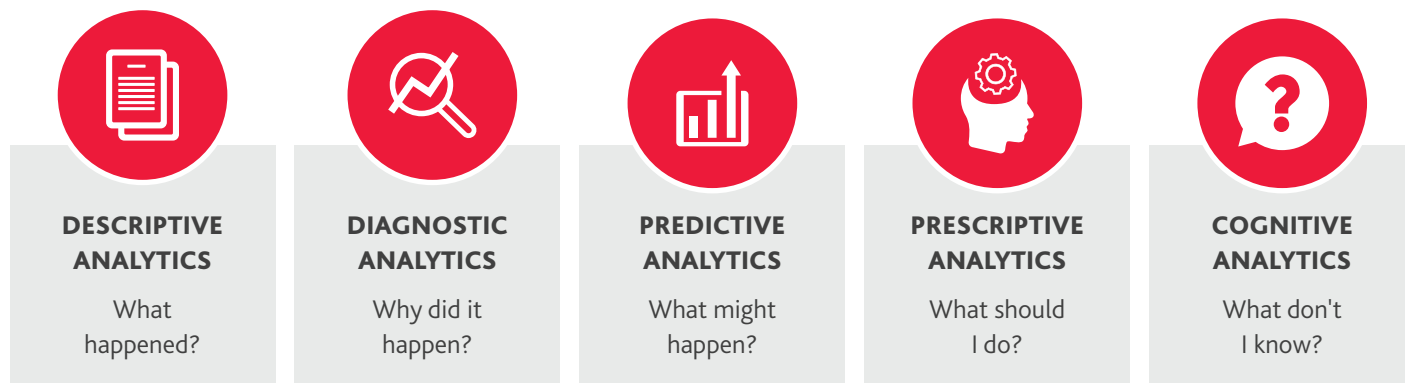 DESCRIPTIVE
ANALYTICS
What
happened?
DIAGNOSTIC
ANALYTICS
Why did it
happen?
PREDICTIVE
ANALYTICS
What might
happen?
PRESCRIPTIVE
ANALYTICS
What should
I do?
COGNITIVE
ANALYTICS
What don't
I know?